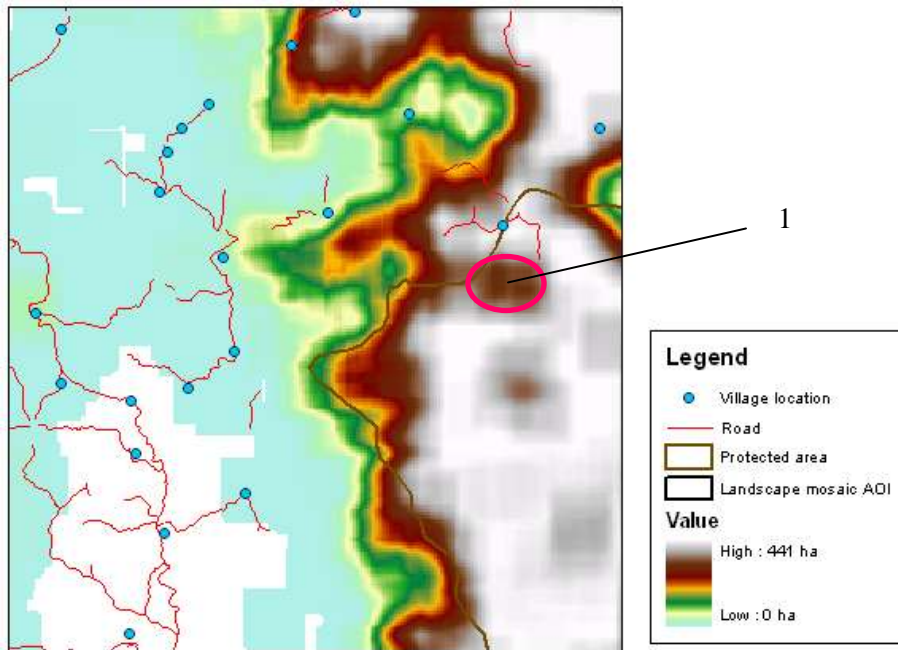 1
Legend
Village location
Road
Protected area
Landscape mosaic AOI
Value
High : 441 ha
Low : 0 ha